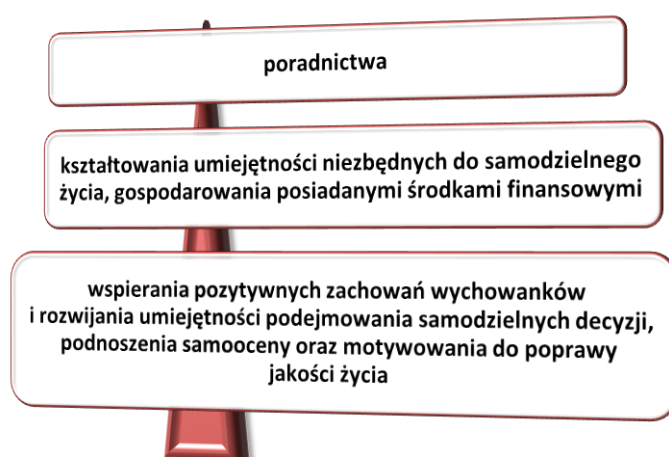 poradnictwa
kształtowania umiejętności niezbędnych do samodzielnego
życia, gospodarowania posiadanymi środkami finansowymi
wspierania pozytywnych zachowań wychowanków
i rozwijania umiejętności podejmowania samodzielnych decyzji,
podnoszenia samooceny oraz motywowania do poprawy
jakości życia